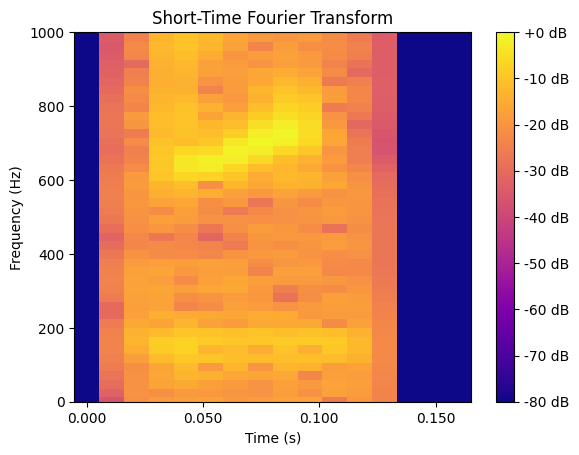 Short-Time Fourier Transform
1000
800
600
400
200
0
Frequency (Hz)
0.000
0.050
0.100
0.150
Time (s)
+0 dB
-10 dB
-20 dB
-30 dB
-40 dB
-50 dB
-60 dB
-70 dB
-80 dB